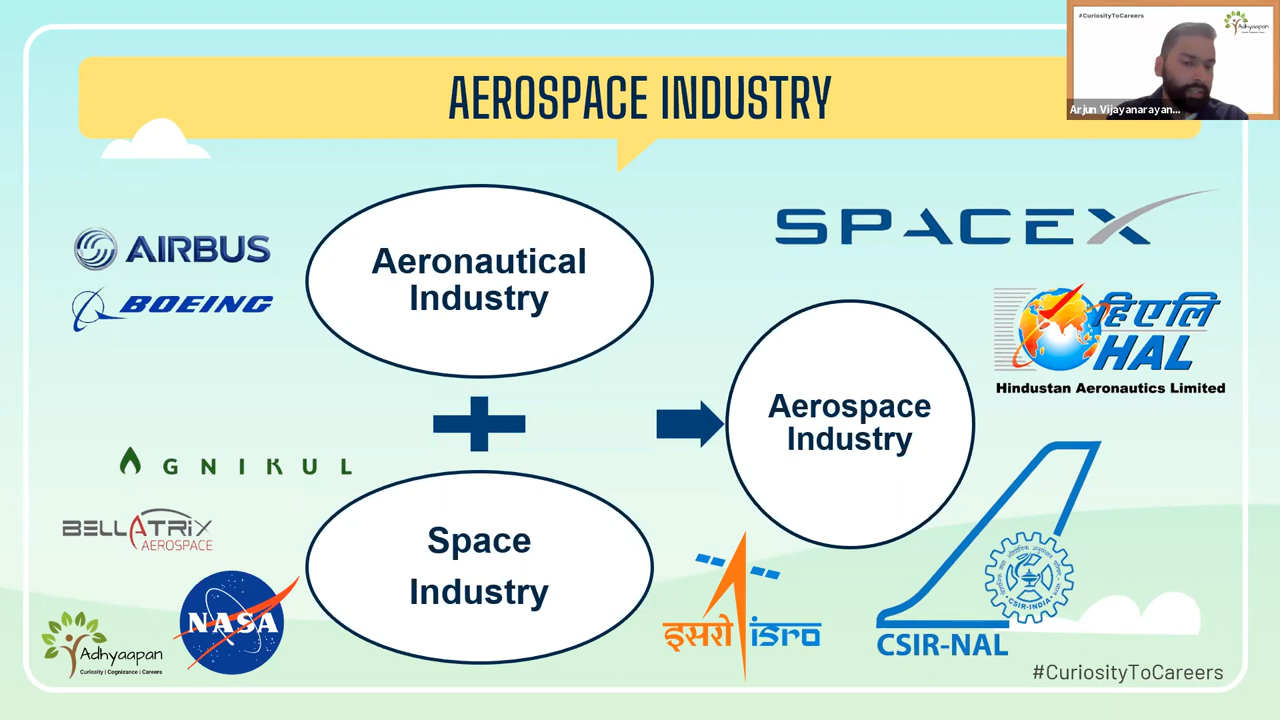 AEROSPACE INDUSTRY
#CuriosityToCareers
Adhyaapan
Arjun Vijayanarayan...
AIRBUS
BOEING
Aeronautical
Industry
SPACEX
हिएलि
HAL
Hindustan Aeronautics Limited
Aerospace
Industry
AGNIKUL
BELLATRIX
AEROSPACE
Space
Industry
NASA
Adhyaapan
Curiosity | Cognizance | Careers
इसरो isro
CSIR-INDIA
CSIR-NAL
#CuriosityToCareers